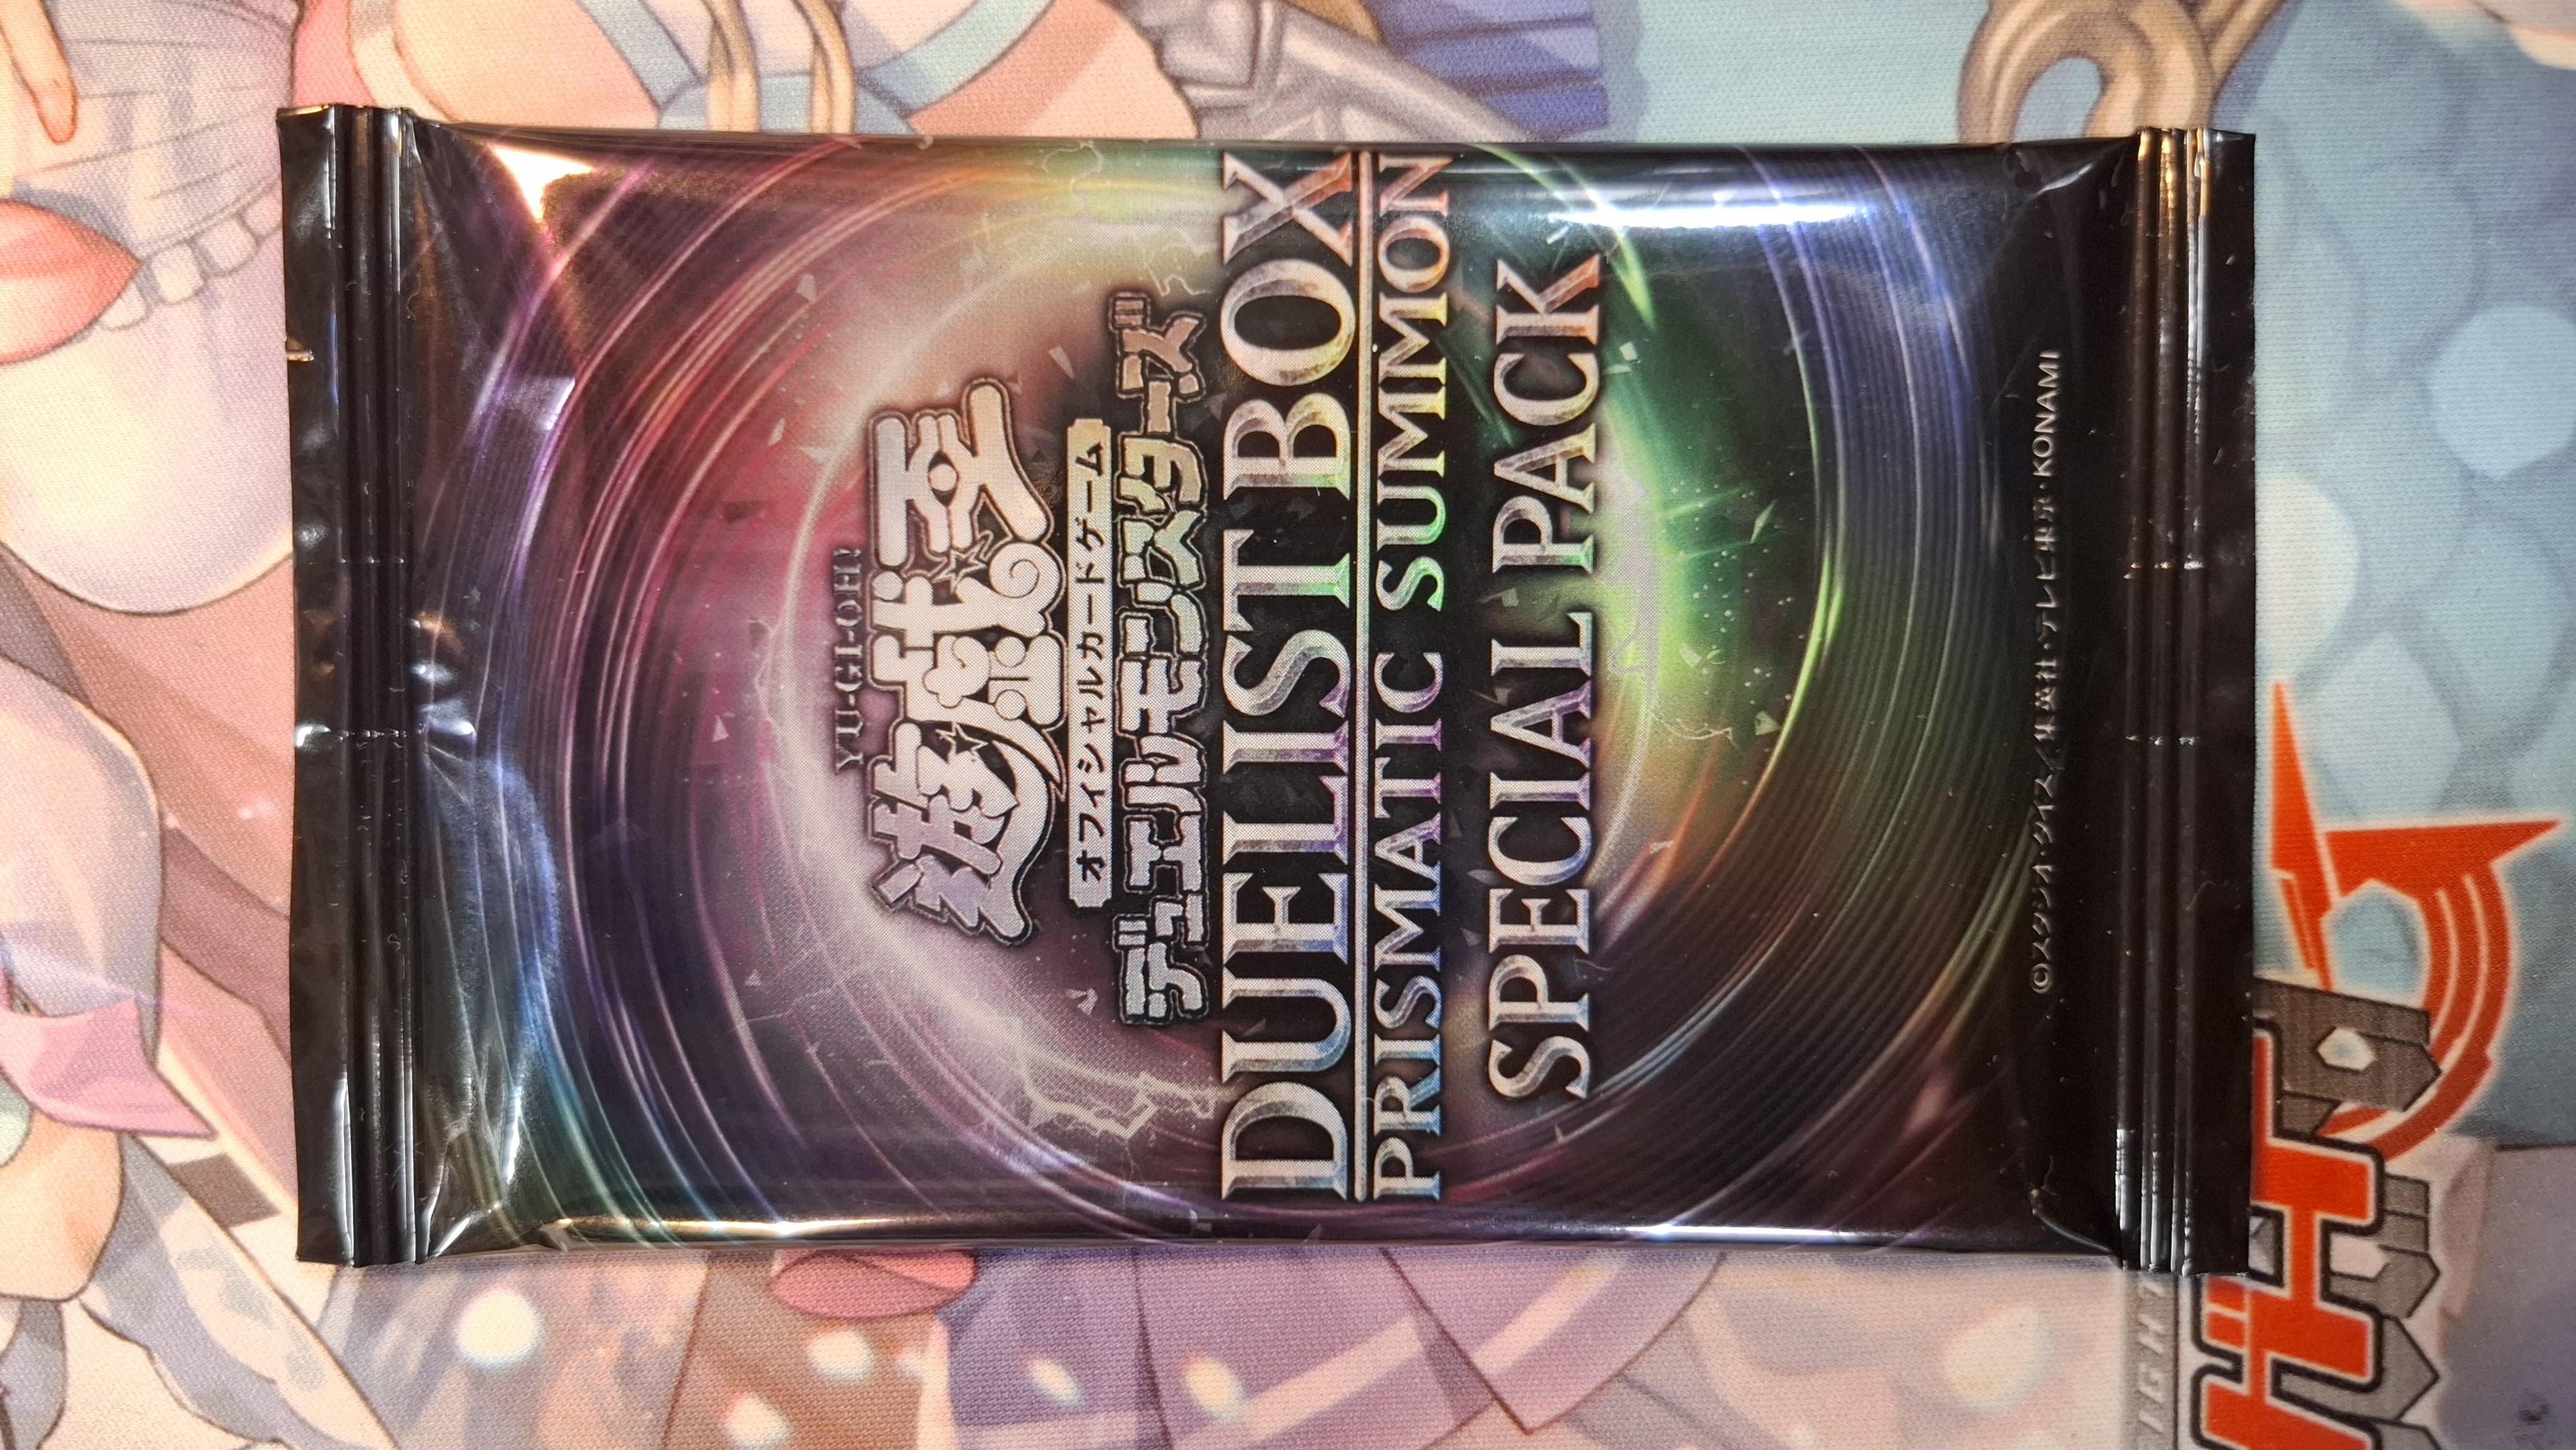 YU-GI-OH!
遊戯王
オフィシャルカードゲーム
デュエルモンスターズ
DUELIST BOX
PRISMATIC SUMMON
SPECIAL PACK
©スタジオ・ダイス/集英社・テレビ東京・KONAMI